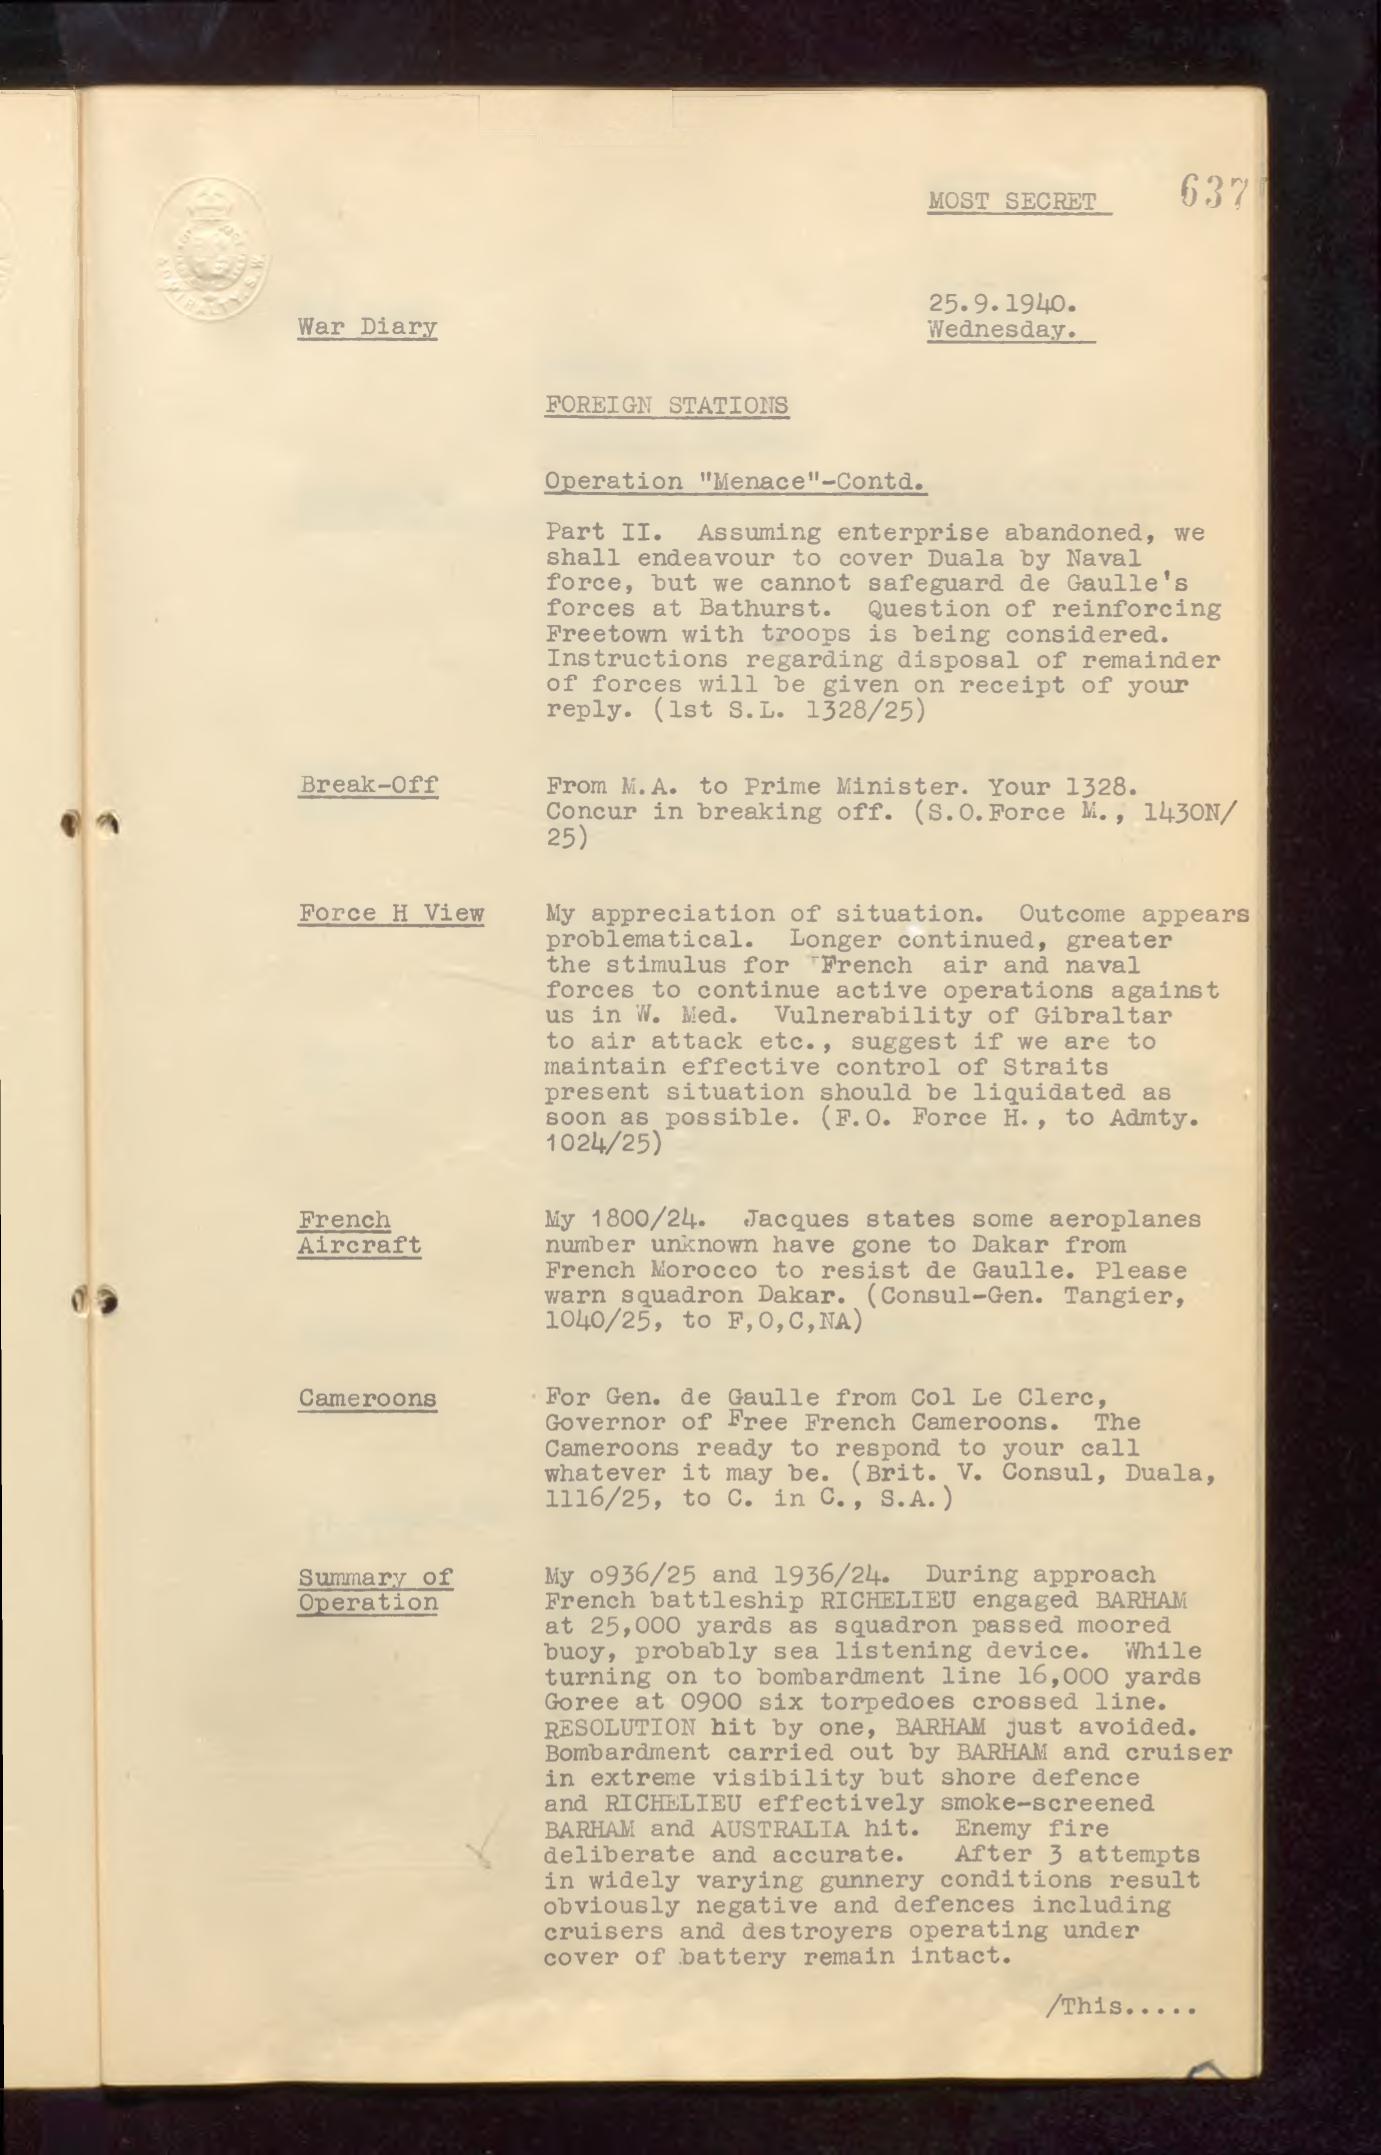 MOST SECRET 637
ADMIRALTY. S.W.
25.9.1940.
War Diary
Wednesday.
FOREIGN STATIONS
Operation "Menace"-Contd.
Part II. Assuming enterprise abandoned, we
shall endeavour to cover Duala by Naval
force, but we cannot safeguard de Gaulle's
forces at Bathurst. Question of reinforcing
Freetown with troops is being considered.
Instructions regarding disposal of remainder
of forces will be given on receipt of your
reply. (1st S.L. 1328/25)
Break-Off
From M.A. to Prime Minister. Your 1328.
Concur in breaking off. (S.O.Force M., 1430N/
25)
Force H View
My appreciation of situation. Outcome appears
problematical. Longer continued, greater
the stimulus for French air and naval
forces to continue active operations against
us in W. Med. Vulnerability of Gibraltar
to air attack etc., suggest if we are to
maintain effective control of Straits
present situation should be liquidated as
soon as possible. (F.O. Force H., to Admty.
1024/25)
French
Aircraft
My 1800/24. Jacques states some aeroplanes
number unknown have gone to Dakar from
French Morocco to resist de Gaulle. Please
warn squadron Dakar. (Consul-Gen. Tangier,
1040/25, to F,O,C,NA)
Cameroons
For Gen. de Gaulle from Col Le Clerc,
Governor of Free French Cameroons. The
Cameroons ready to respond to your call
whatever it may be. (Brit. V. Consul, Duala,
1116/25, to C. in C., S.A.)
Summary of
Operation
My o936/25 and 1936/24. During approach
French battleship RICHELIEU engaged BARHAM
at 25,000 yards as squadron passed moored
buoy, probably sea listening device. While
turning on to bombardment line 16,000 yards
Goree at 0900 six torpedoes crossed line.
RESOLUTION hit by one, BARHAM just avoided.
Bombardment carried out by BARHAM and cruiser
in extreme visibility but shore defence
and RICHELIEU effectively smoke-screened
BARHAM and AUSTRALIA hit. Enemy fire
deliberate and accurate. After 3 attempts
in widely varying gunnery conditions result
obviously negative and defences including
cruisers and destroyers operating under
cover of battery remain intact.
/This.....